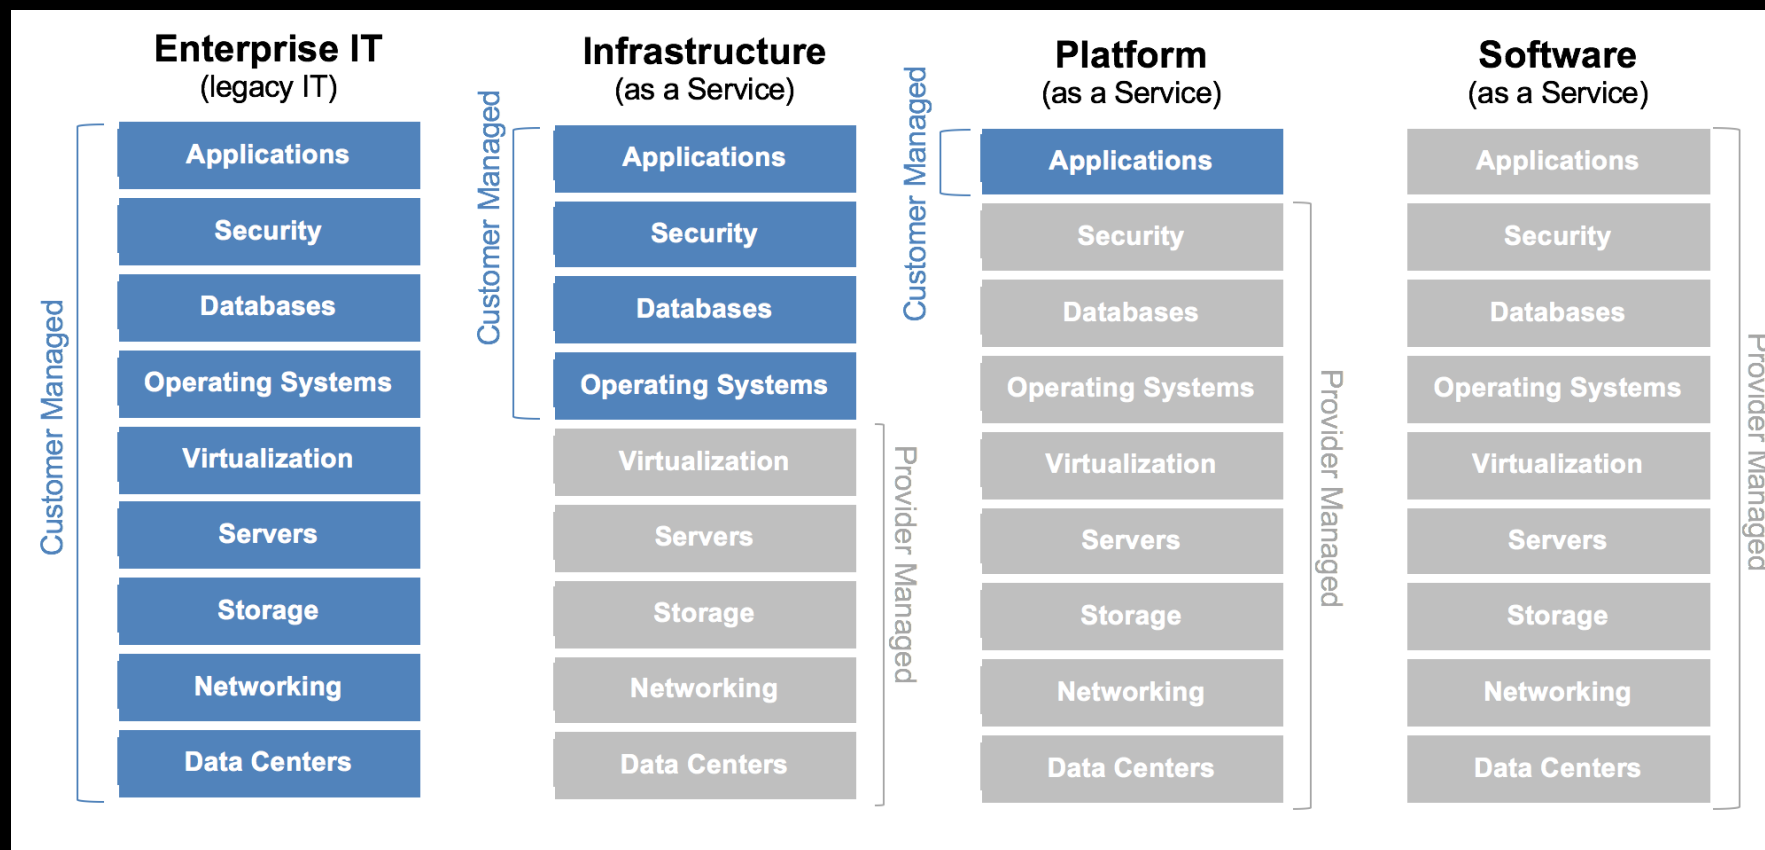 Enterprise IT
(legacy IT)
Customer Managed
Applications
Security
Databases
Operating Systems
Virtualization
Servers
Storage
Networking
Data Centers
Infrastructure
(as a Service)
Customer Managed
Applications
Security
Databases
Operating Systems
Virtualization
Servers
Storage
Networking
Data Centers
Provider Managed
Platform
(as a Service)
Customer Managed
Applications
Security
Databases
Operating Systems
Virtualization
Servers
Storage
Networking
Data Centers
Provider Managed
Software
(as a Service)
Applications
Security
Databases
Operating Systems
Virtualization
Servers
Storage
Networking
Data Centers
Provider Managed